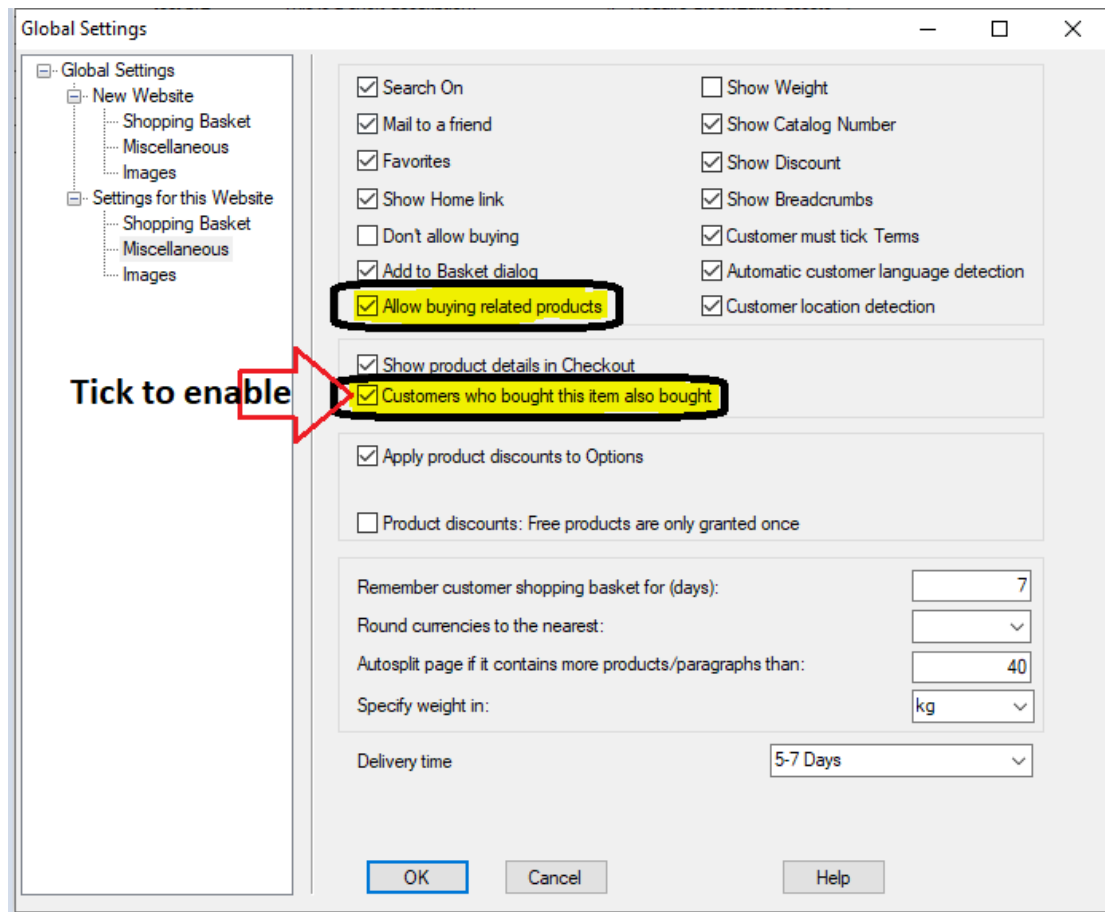 Global Settings
Global Settings
New Website
Shopping Basket
Miscellaneous
Images
Settings for this Website
Shopping Basket
Miscellaneous
Images
Search On
Mail to a friend
Favorites
Show Home link
Don't allow buying
Add to Basket dialog
Allow buying related products
Show Weight
Show Catalog Number
Show Discount
Show Breadcrumbs
Customer must tick Terms
Automatic customer language detection
Customer location detection
Tick to enable
Show product details in Checkout
Customers who bought this item also bought
Apply product discounts to Options
Product discounts: Free products are only granted once
Remember customer shopping basket for (days): 7
Round currencies to the nearest:
Autosplit page if it contains more products/paragraphs than: 40
Specify weight in: kg
Delivery time 5-7 Days
OK Cancel Help